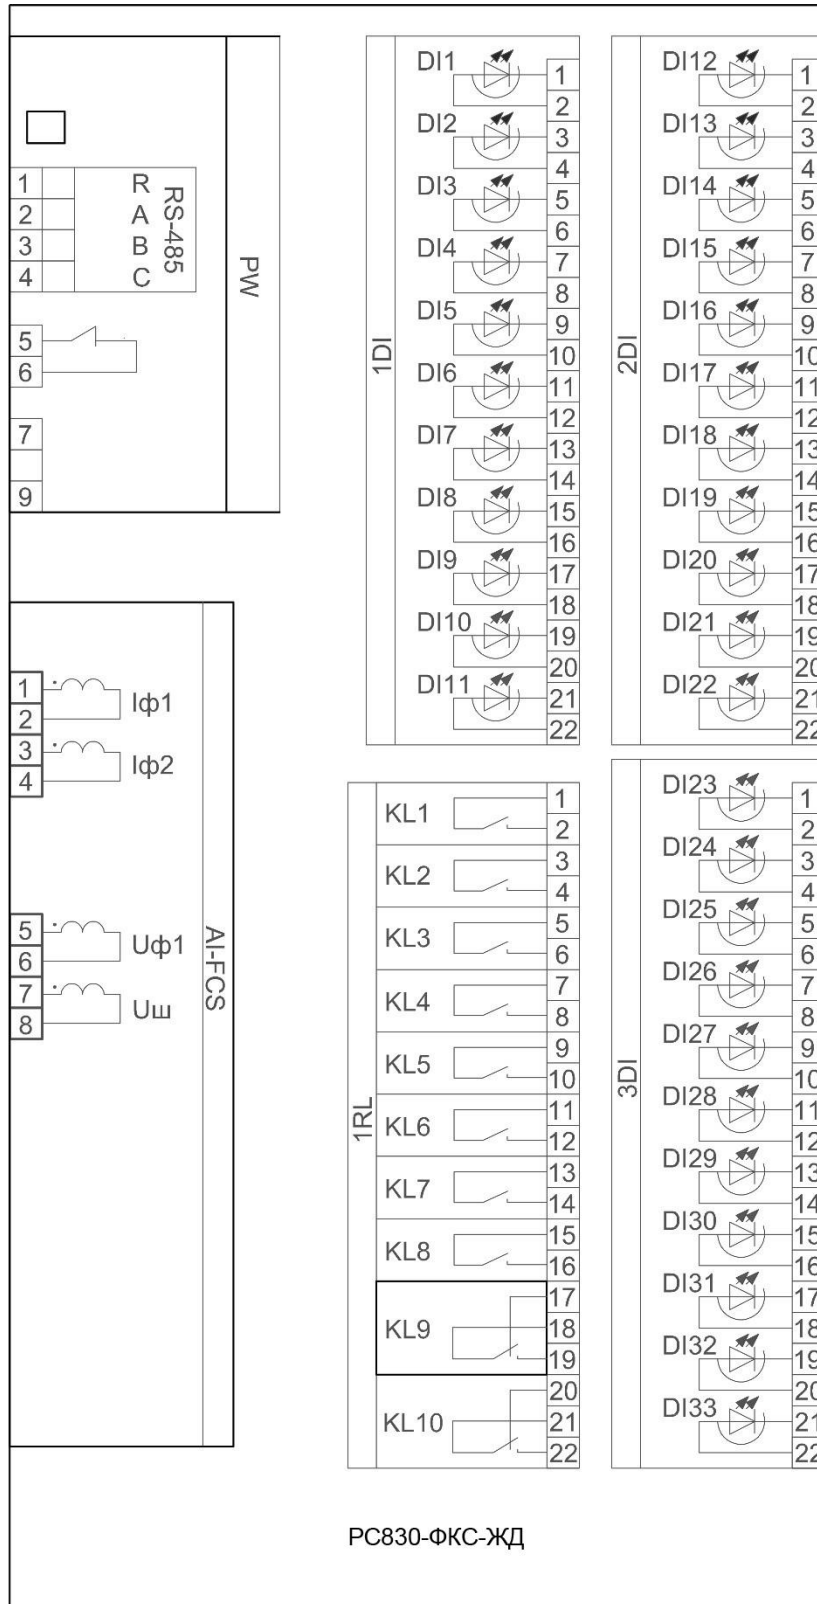 1 R
2 A
3 B
4 C
RS-485
5
6
7
9
PW
1
2
3
4
Iф1
Iф2
5
6
7
8
Uф1
Uш
AI-FCS
1DI
DI1 1
2
DI2 3
4
DI3 5
6
DI4 7
8
DI5 9
10
DI6 11
12
DI7 13
14
DI8 15
16
DI9 17
18
DI10 19
20
DI11 21
22
1RL
KL1 1
2
KL2 3
4
KL3 5
6
KL4 7
8
KL5 9
10
KL6 11
12
KL7 13
14
KL8 15
16
KL9 17
18
19
KL10 20
21
22
2DI
DI12 1
2
DI13 3
4
DI14 5
6
DI15 7
8
DI16 9
10
DI17 11
12
DI18 13
14
DI19 15
16
DI20 17
18
DI21 19
20
DI22 21
22
3DI
DI23 1
2
DI24 3
4
DI25 5
6
DI26 7
8
DI27 9
10
DI28 11
12
DI29 13
14
DI30 15
16
DI31 17
18
DI32 19
20
DI33 21
22
РС830-ФКС-ЖД